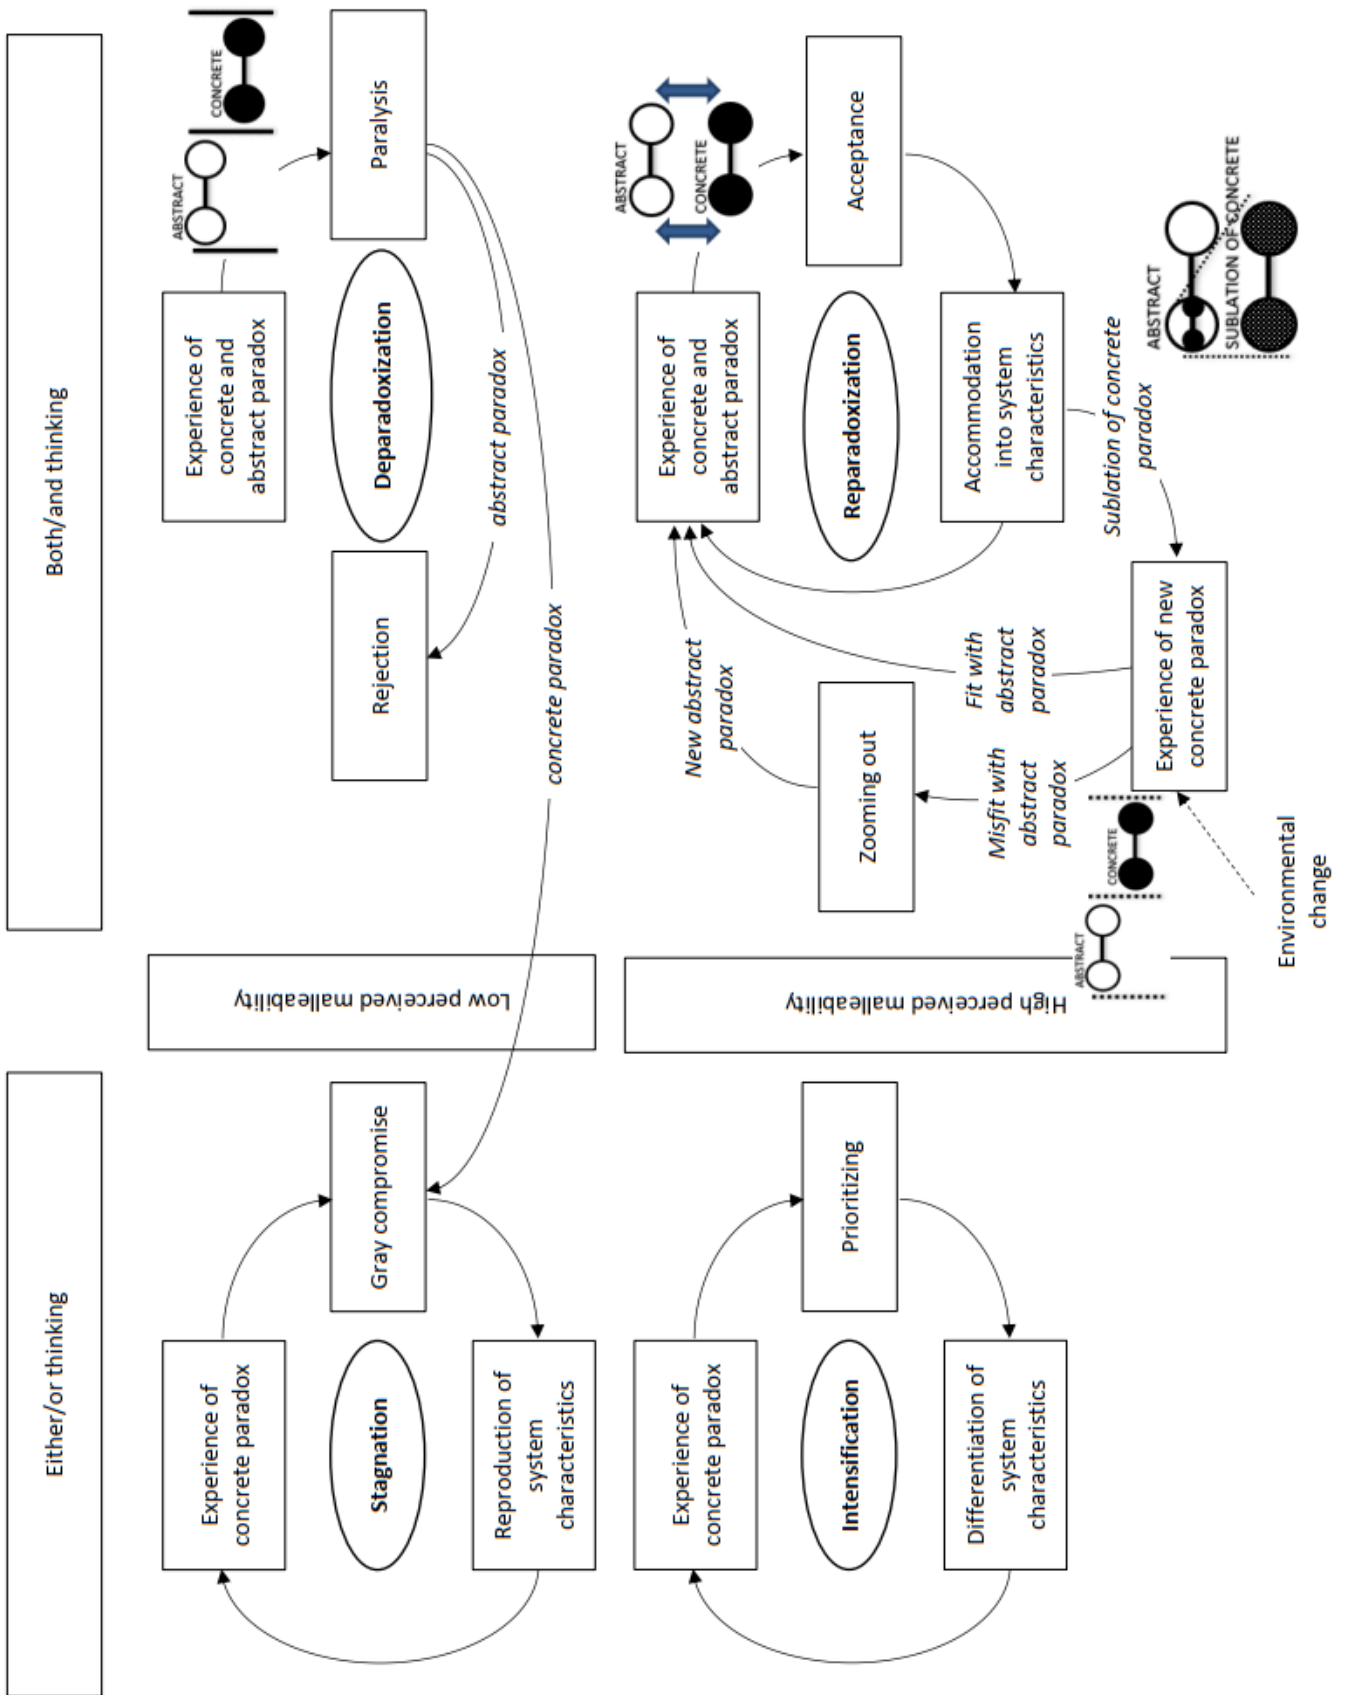 Either/or thinking
Both/and thinking
Experience of
concrete paradox
Stagnation
Gray compromise
Reproduction of
system
characteristics
Low perceived malleability
Experience of
concrete and
abstract paradox
ABSTRACT
CONCRETE
Deparadoxization
Paralysis
Rejection
abstract paradox
concrete paradox
Experience of
concrete paradox
Intensification
Prioritizing
Differentiation of
system
characteristics
High perceived malleability
Experience of
concrete and
abstract paradox
ABSTRACT
CONCRETE
Reparadoxization
Acceptance
Accommodation
into system
characteristics
New abstract
paradox
Zooming out
Fit with
abstract
paradox
Misfit with
abstract
paradox
Sublation of concrete
paradox
ABSTRACT
CONCRETE
Experience of new
concrete paradox
ABSTRACT
SUBLATION OF CONCRETE
Environmental
change